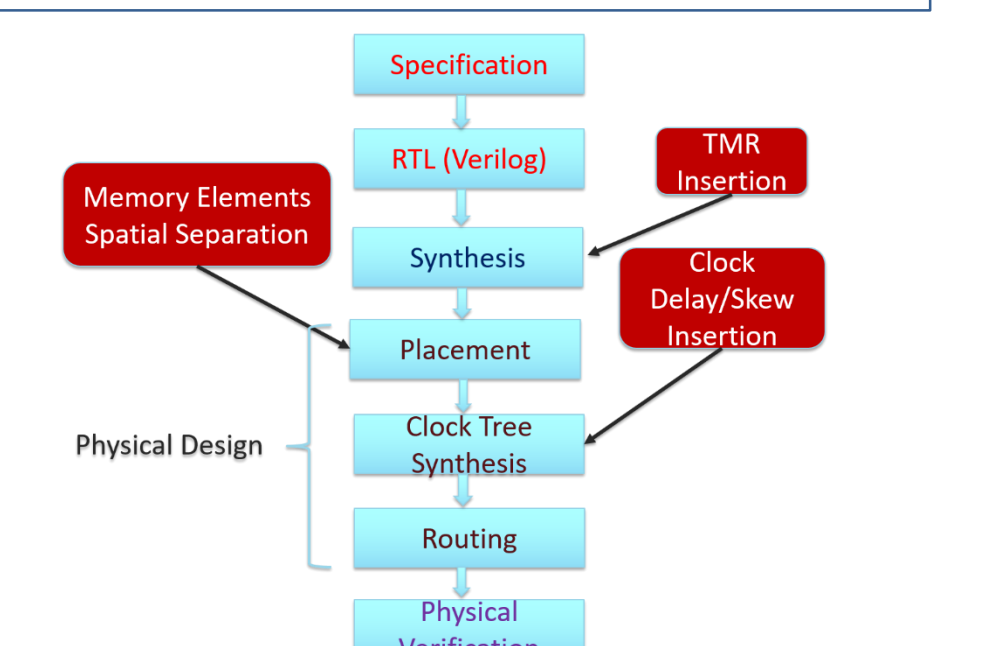 Specification
RTL (Verilog)
TMR
Insertion
Memory Elements
Spatial Separation
Synthesis
Clock
Delay/Skew
Insertion
Placement
Clock Tree
Synthesis
Physical Design
Routing
Physical
Verification